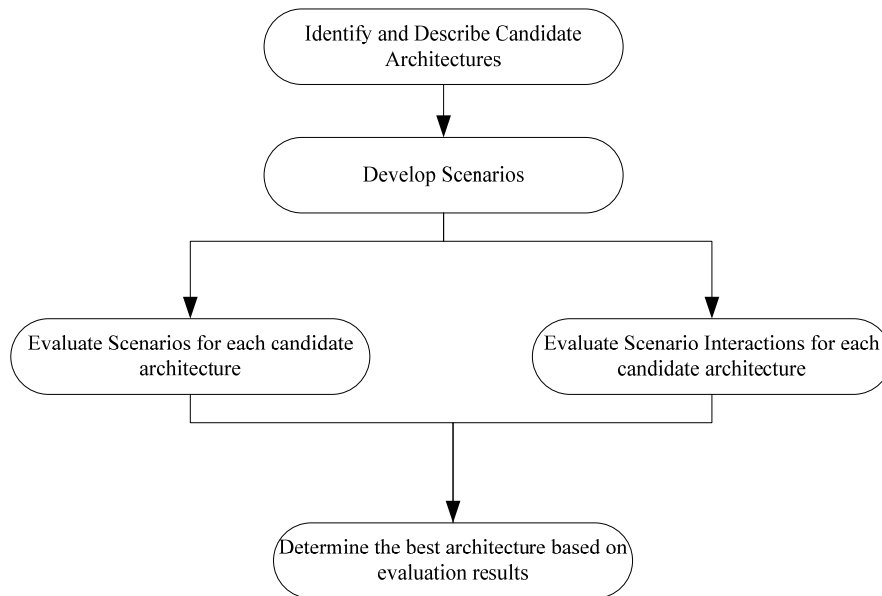 Identify and Describe Candidate
Architectures
Develop Scenarios
Evaluate Scenarios for each candidate
architecture
Evaluate Scenario Interactions for each
candidate architecture
Determine the best architecture based on
evaluation results